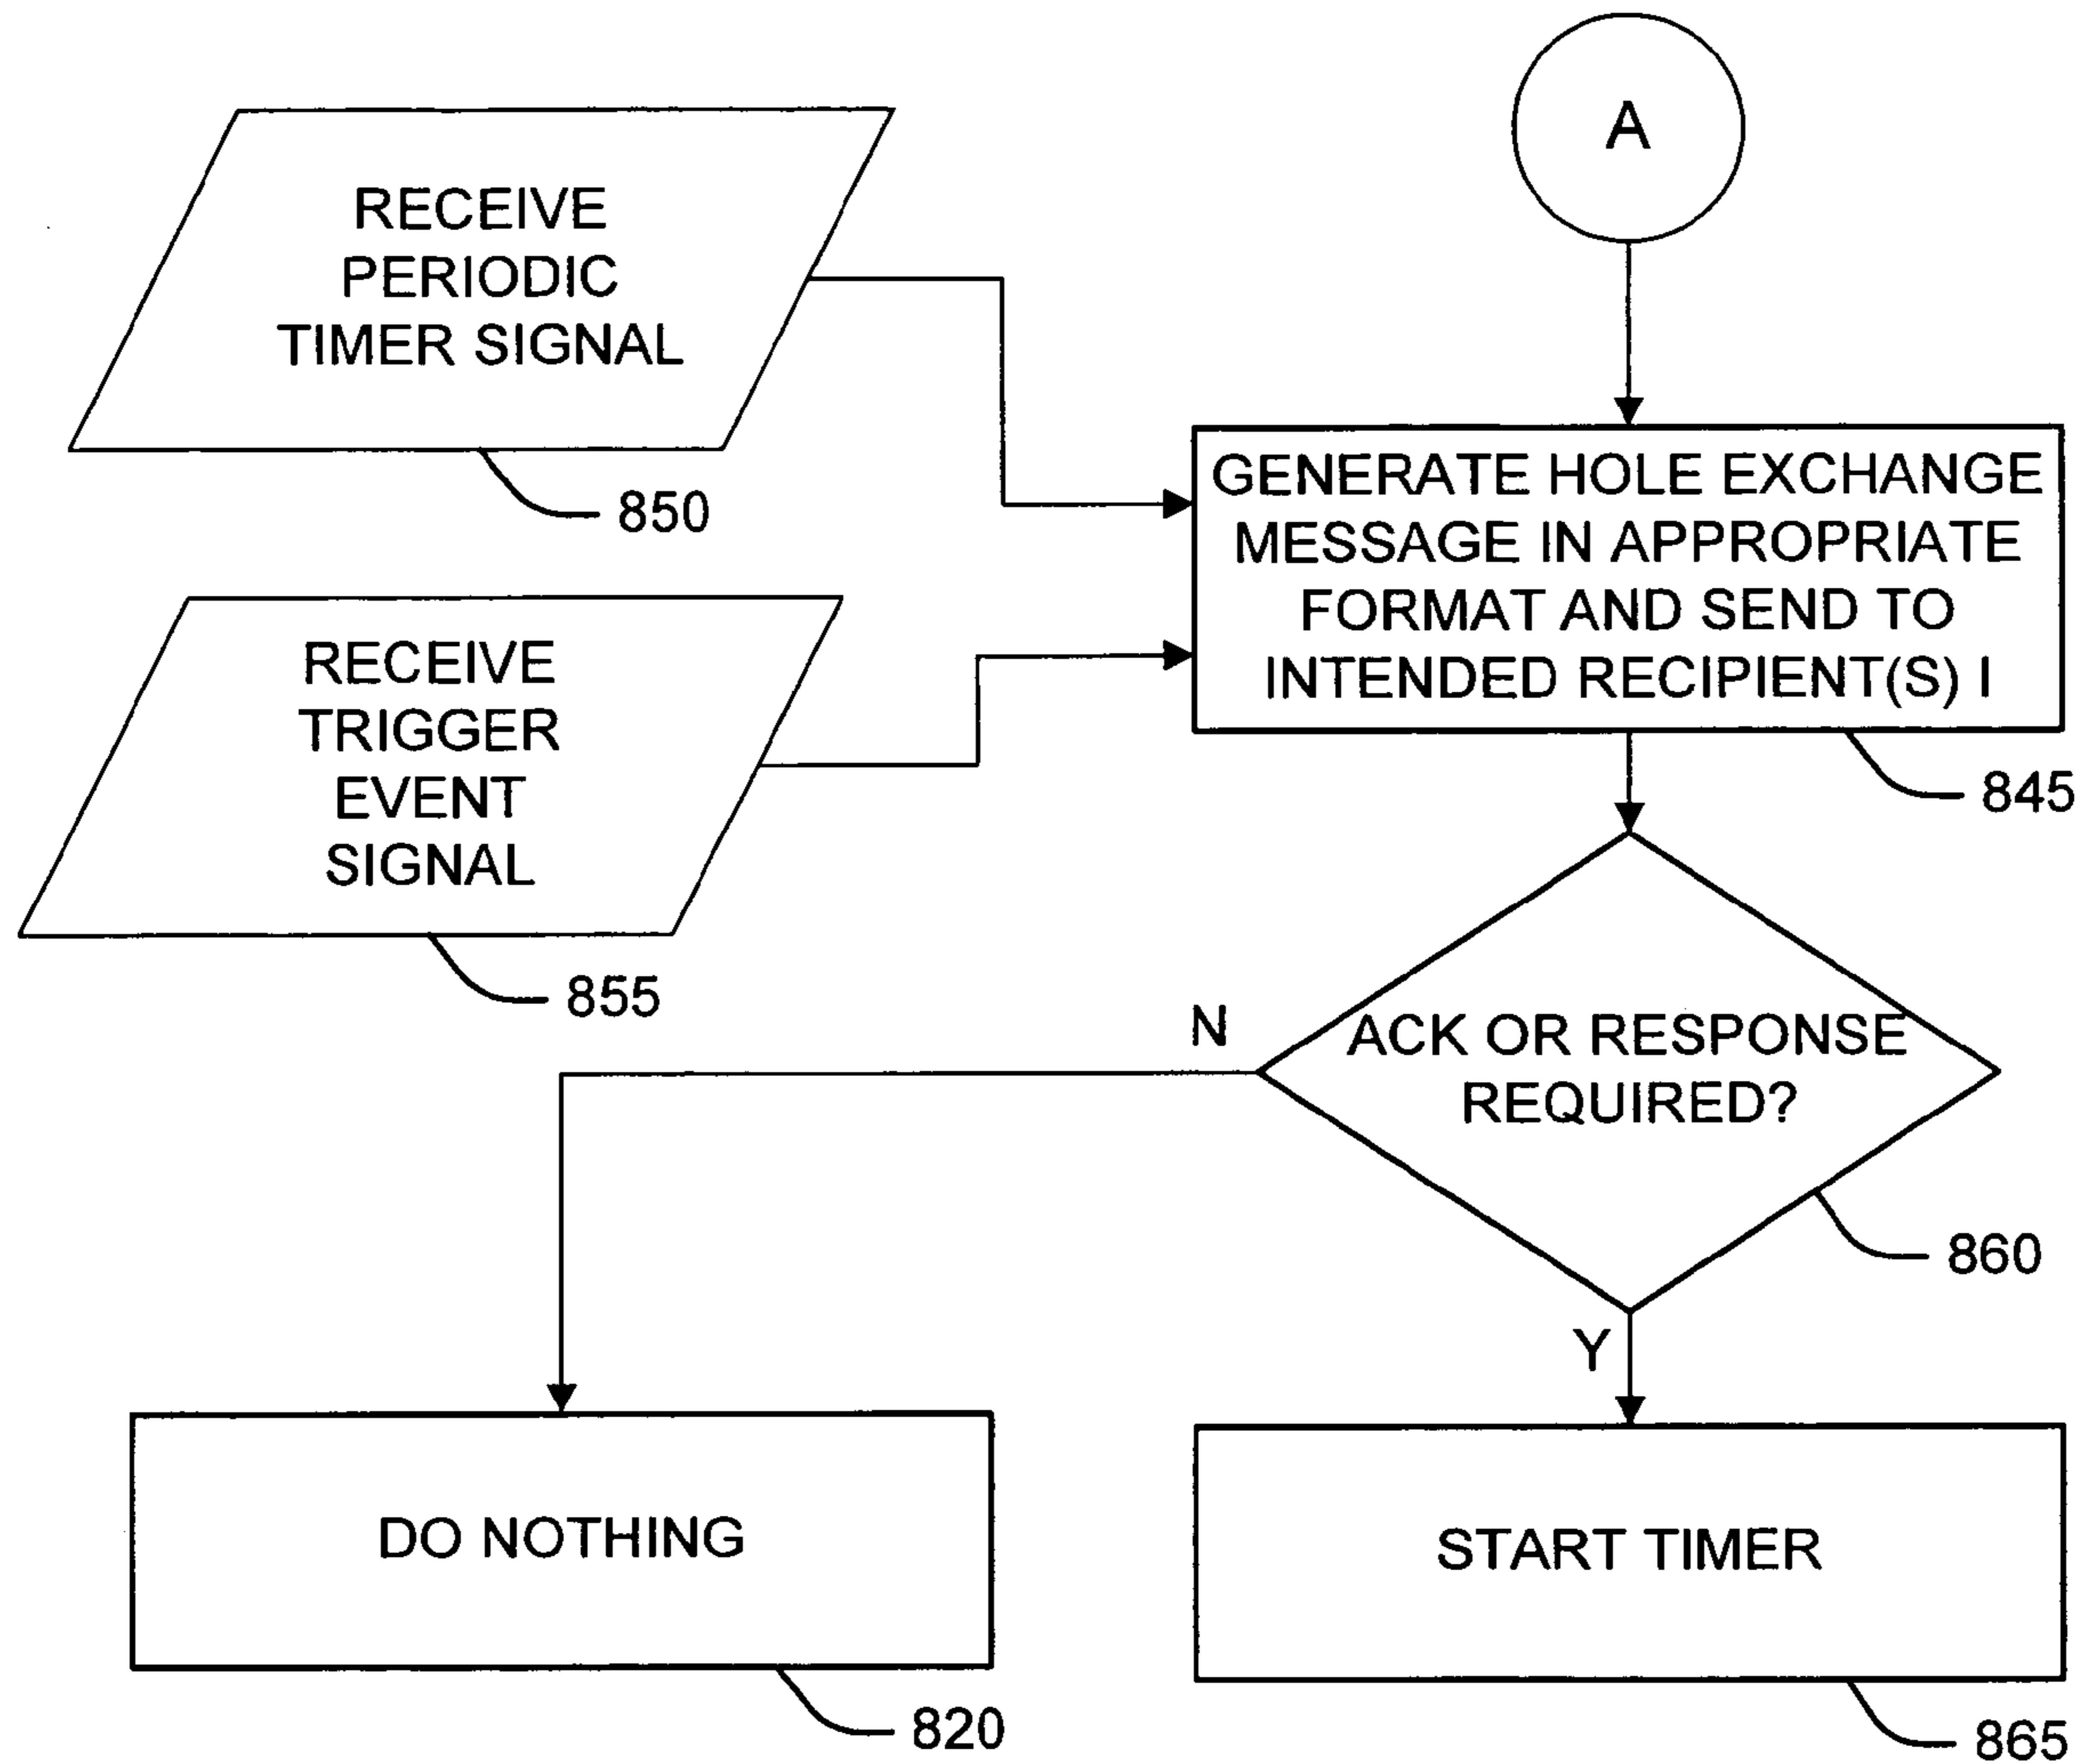 A
RECEIVE
PERIODIC
TIMER SIGNAL
850
GENERATE HOLE EXCHANGE
MESSAGE IN APPROPRIATE
FORMAT AND SEND TO
INTENDED RECIPIENT(S) I
845
RECEIVE
TRIGGER
EVENT
SIGNAL
855
N
ACK OR RESPONSE
REQUIRED?
860
Y
DO NOTHING
820
START TIMER
865